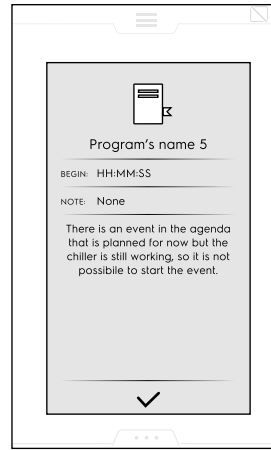 Program's name 5
BEGIN: HH:MM:SS
NOTE: None
There is an event in the agenda
that is planned for now but the
chiller is still working, so it is not
possibile to start the event.